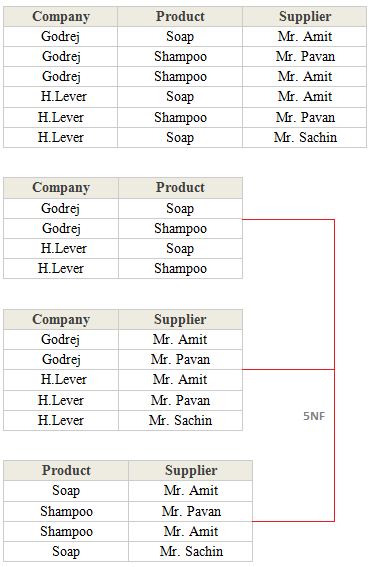 Company Product Supplier
Godrej Soap Mr. Amit
Godrej Shampoo Mr. Pavan
Godrej Shampoo Mr. Amit
H.Lever Soap Mr. Amit
H.Lever Shampoo Mr. Pavan
H.Lever Soap Mr. Sachin
Company Product
Godrej Soap
Godrej Shampoo
H.Lever Soap
H.Lever Shampoo
Company Supplier
Godrej Mr. Amit
Godrej Mr. Pavan
H.Lever Mr. Amit
H.Lever Mr. Pavan
H.Lever Mr. Sachin
5NF
Product Supplier
Soap Mr. Amit
Shampoo Mr. Pavan
Shampoo Mr. Amit
Soap Mr. Sachin